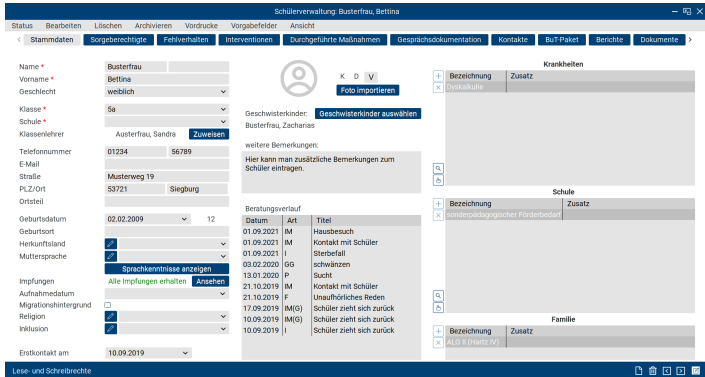 Schülerverwaltung: Busterfrau, Bettina
Status Bearbeiten Löschen Archivieren Vordrucke Vorgabefelder Ansicht
Stammdaten Sorgeberechtigte Fehlverhalten Interventionen Durchgeführte Maßnahmen Gesprächsdokumentation Kontakte BuT-Paket Berichte Dokumente
Name * Busterfrau
Vorname * Bettina
Geschlecht weiblich
Klasse * 5a
Schule *
Klassenlehrer Austerfrau, Sandra Zuweisen
Telefonnummer 01234 56789
E-Mail
Straße Musterweg 19
PLZ/Ort 53721 Siegburg
Ortsteil
Geburtsdatum 02.02.2009 12
Geburtsort
Herkunftsland
Muttersprache
Sprachkenntnisse anzeigen
Impfungen Alle Impfungen erhalten Ansehen
Aufnahmedatum
Migrationshintergrund
Religion
Inklusion
Erstkontakt am 10.09.2019
K D V
Foto importieren
Geschwisterkinder: Geschwisterkinder auswählen
Busterfrau, Zacharias
weitere Bemerkungen:
Hier kann man zusätzliche Bemerkungen zum
Schüler eintragen.
Beratungsverlauf
Datum Art Titel
01.09.2021 IM Hausbesuch
01.09.2021 IM Kontakt mit Schüler
01.09.2021 I Sterbefall
03.02.2020 GG schwänzen
13.01.2020 P Sucht
21.10.2019 IM Kontakt mit Schüler
21.10.2019 F Unaufhörliches Reden
17.09.2019 IM(G) Schüler zieht sich zurück
10.09.2019 IM(G) Schüler zieht sich zurück
10.09.2019 I Schüler zieht sich zurück
Krankheiten
Bezeichnung Zusatz
Dyskalkulie
Schule
Bezeichnung Zusatz
sonderpädagogischer Förderbedarf
Familie
Bezeichnung Zusatz
ALG II (Hartz IV)
Lese- und Schreibrechte